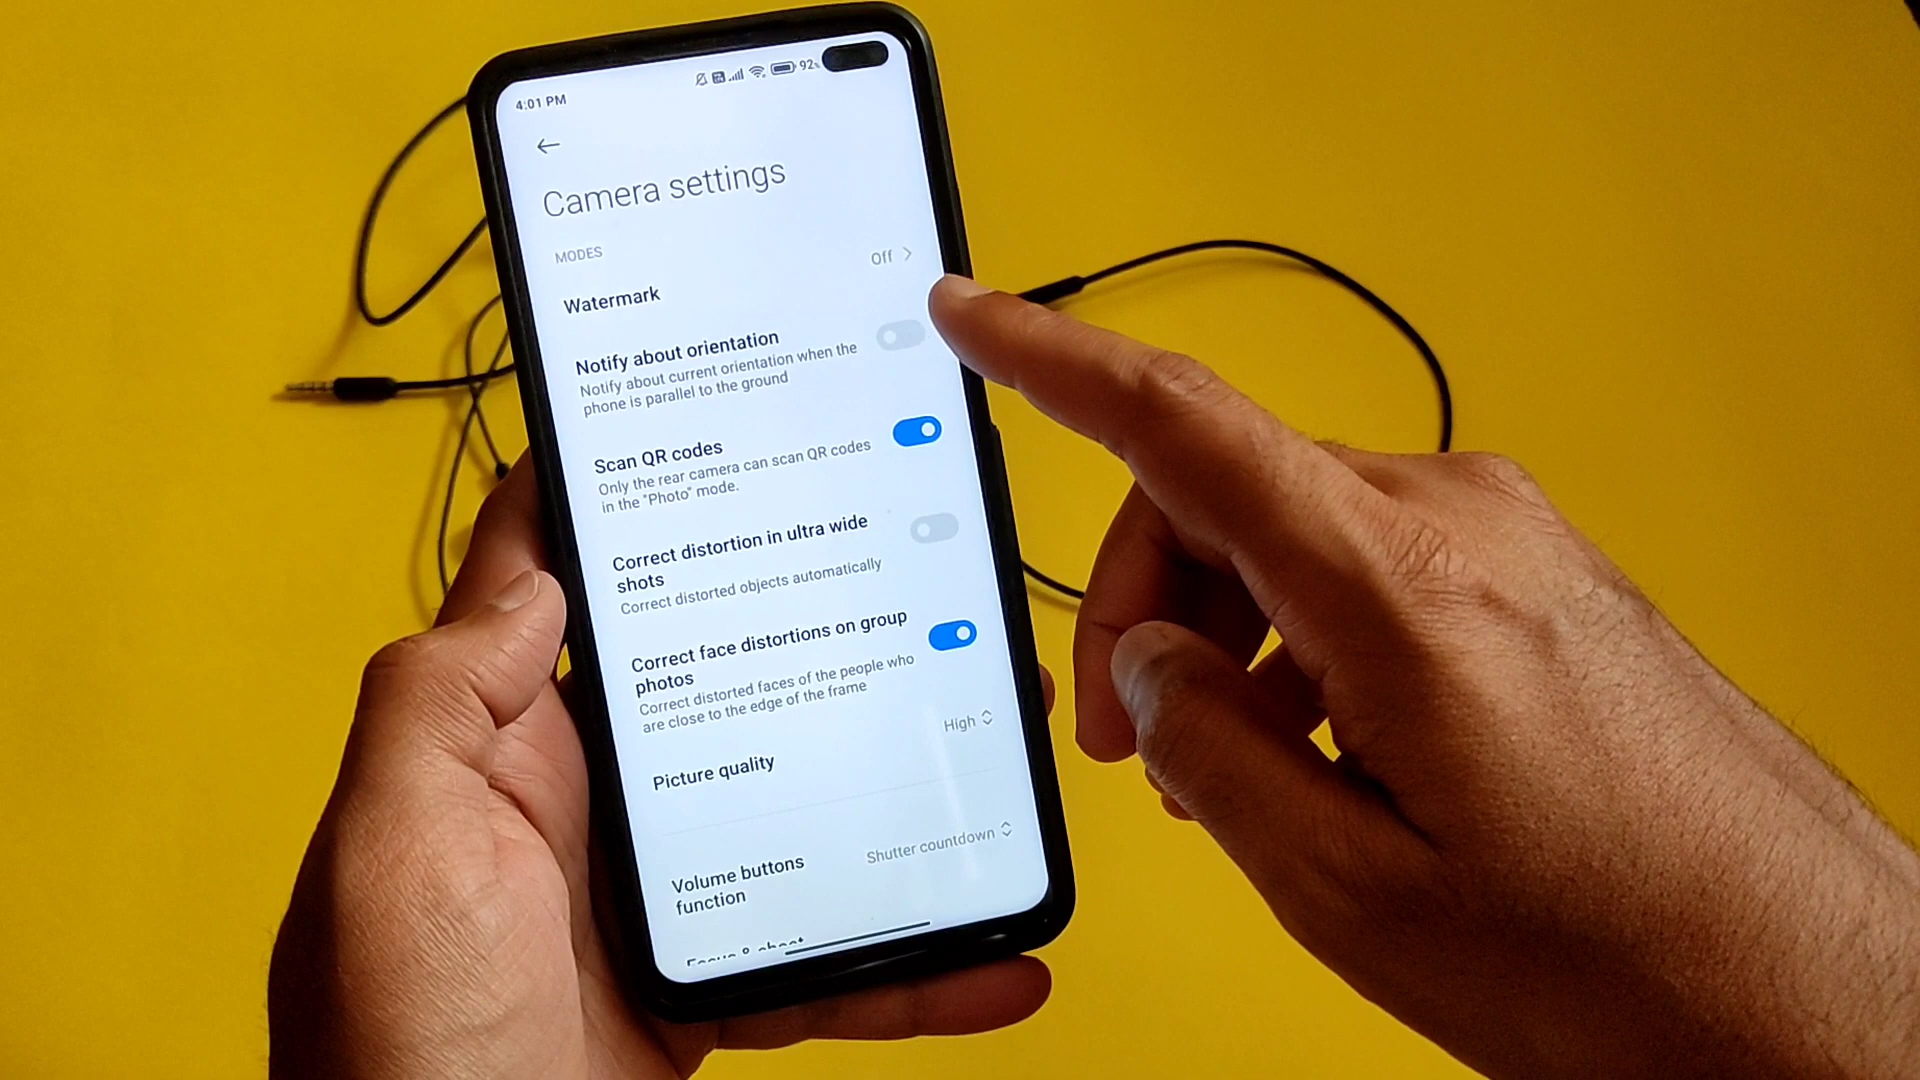 4:01 PM
92%
Camera settings
MODES
Watermark
Off
Notify about orientation
Notify about current orientation when the
phone is parallel to the ground
Scan QR codes
Only the rear camera can scan QR codes
in the "Photo" mode.
Correct distortion in ultra wide
shots
Correct distorted objects automatically
Correct face distortions on group
photos
Correct distorted faces of the people who
are close to the edge of the frame
Picture quality
High
Volume buttons
function
Shutter countdown